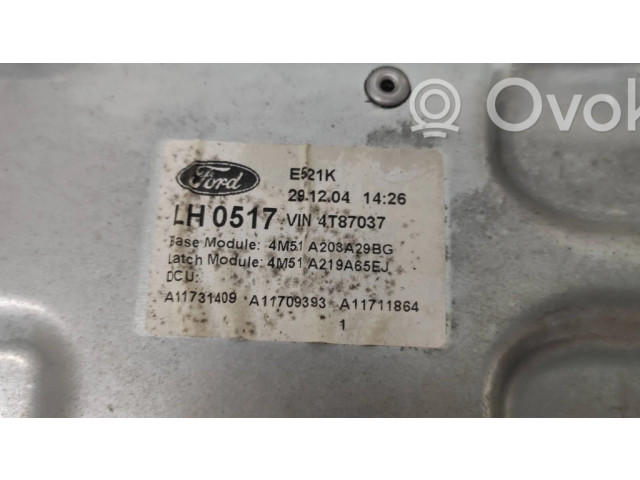 Ovok
Ford
E521K
29.12.04 14:26
LH 0517 VIN 4T87037
Base Module: 4M51 A203A29BG
Latch Module: 4M51 A219A65EJ
DCU:
A11731409 A11709393 A11711864
1